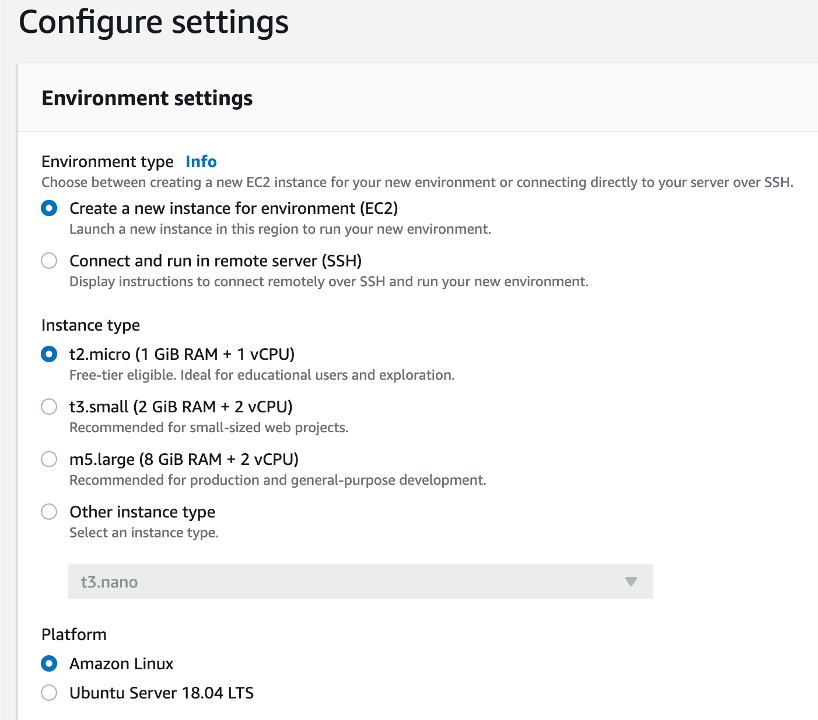 Configure settings
Environment settings
Environment type Info
Choose between creating a new EC2 instance for your new environment or connecting directly to your server over SSH.
Create a new instance for environment (EC2)
Launch a new instance in this region to run your new environment.
Connect and run in remote server (SSH)
Display instructions to connect remotely over SSH and run your new environment.
Instance type
t2.micro (1 GiB RAM + 1 vCPU)
Free-tier eligible. Ideal for educational users and exploration.
t3.small (2 GiB RAM + 2 vCPU)
Recommended for small-sized web projects.
m5.large (8 GiB RAM + 2 vCPU)
Recommended for production and general-purpose development.
Other instance type
Select an instance type.
t3.nano
Platform
Amazon Linux
Ubuntu Server 18.04 LTS